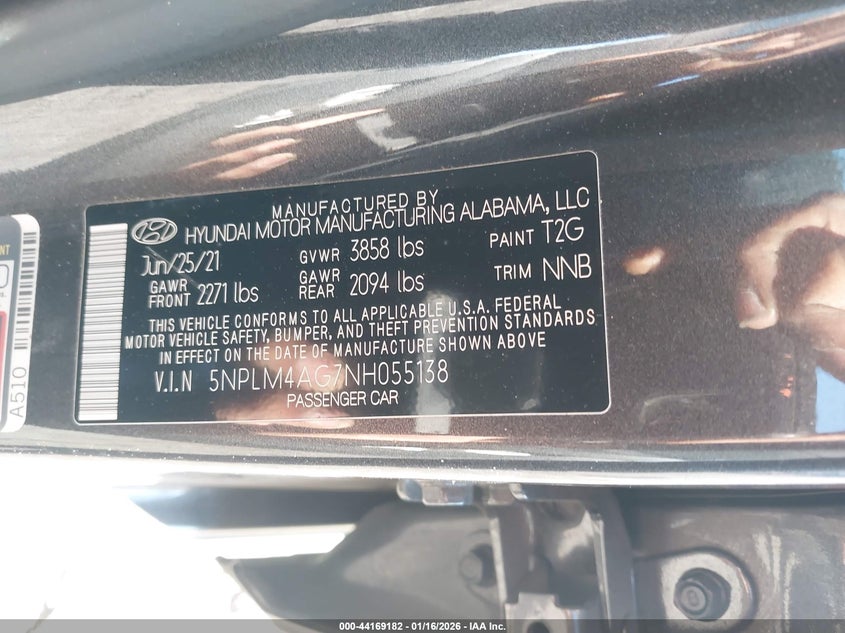 MANUFACTURED BY
HYUNDAI MOTOR MANUFACTURING ALABAMA, LLC
Jun/25/21
GVWR 3858 lbs
PAINT T2G
GAWR FRONT 2271 lbs
GAWR REAR 2094 lbs
TRIM NNB
THIS VEHICLE CONFORMS TO ALL APPLICABLE U.S.A. FEDERAL
MOTOR VEHICLE SAFETY, BUMPER, AND THEFT PREVENTION STANDARDS
IN EFFECT ON THE DATE OF MANUFACTURE SHOWN ABOVE
V.I.N 5NPLM4AG7NH055138
PASSENGER CAR
A510
000-44169182 - 01/16/2026 - IAA Inc.